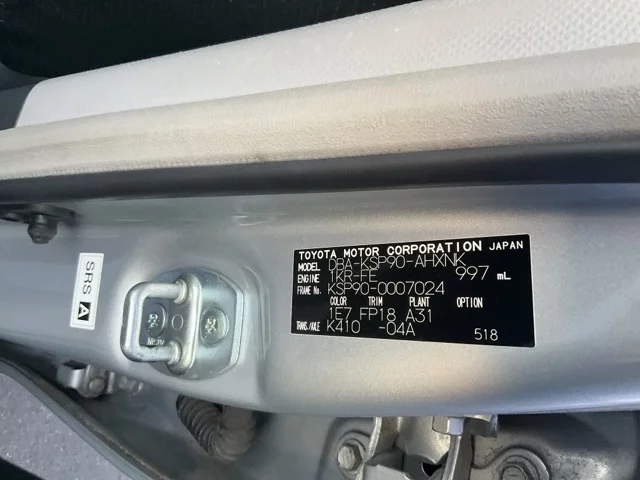 TOYOTA MOTOR CORPORATION JAPAN
MODEL DBA-KSP90-AHXNK
ENGINE 1KR-FE 997 mL
FRAME No. KSP90-0007024
COLOR TRIM PLANT OPTION
1E7 FP18 A31
TRANS./AXLE K410 -04A 518
SRS A